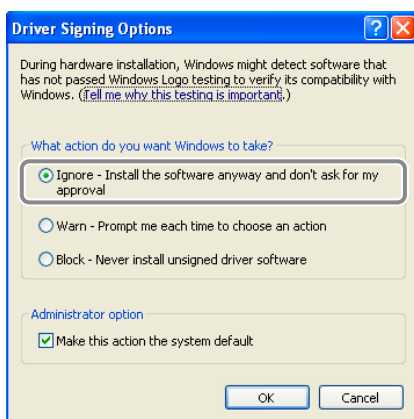 Driver Signing Options
During hardware installation, Windows might detect software that
has not passed Windows Logo testing to verify its compatibility with
Windows. (Tell me why this testing is important.)
What action do you want Windows to take?
Ignore - Install the software anyway and don't ask for my
approval
Warn - Prompt me each time to choose an action
Block - Never install unsigned driver software
Administrator option
Make this action the system default
OK Cancel